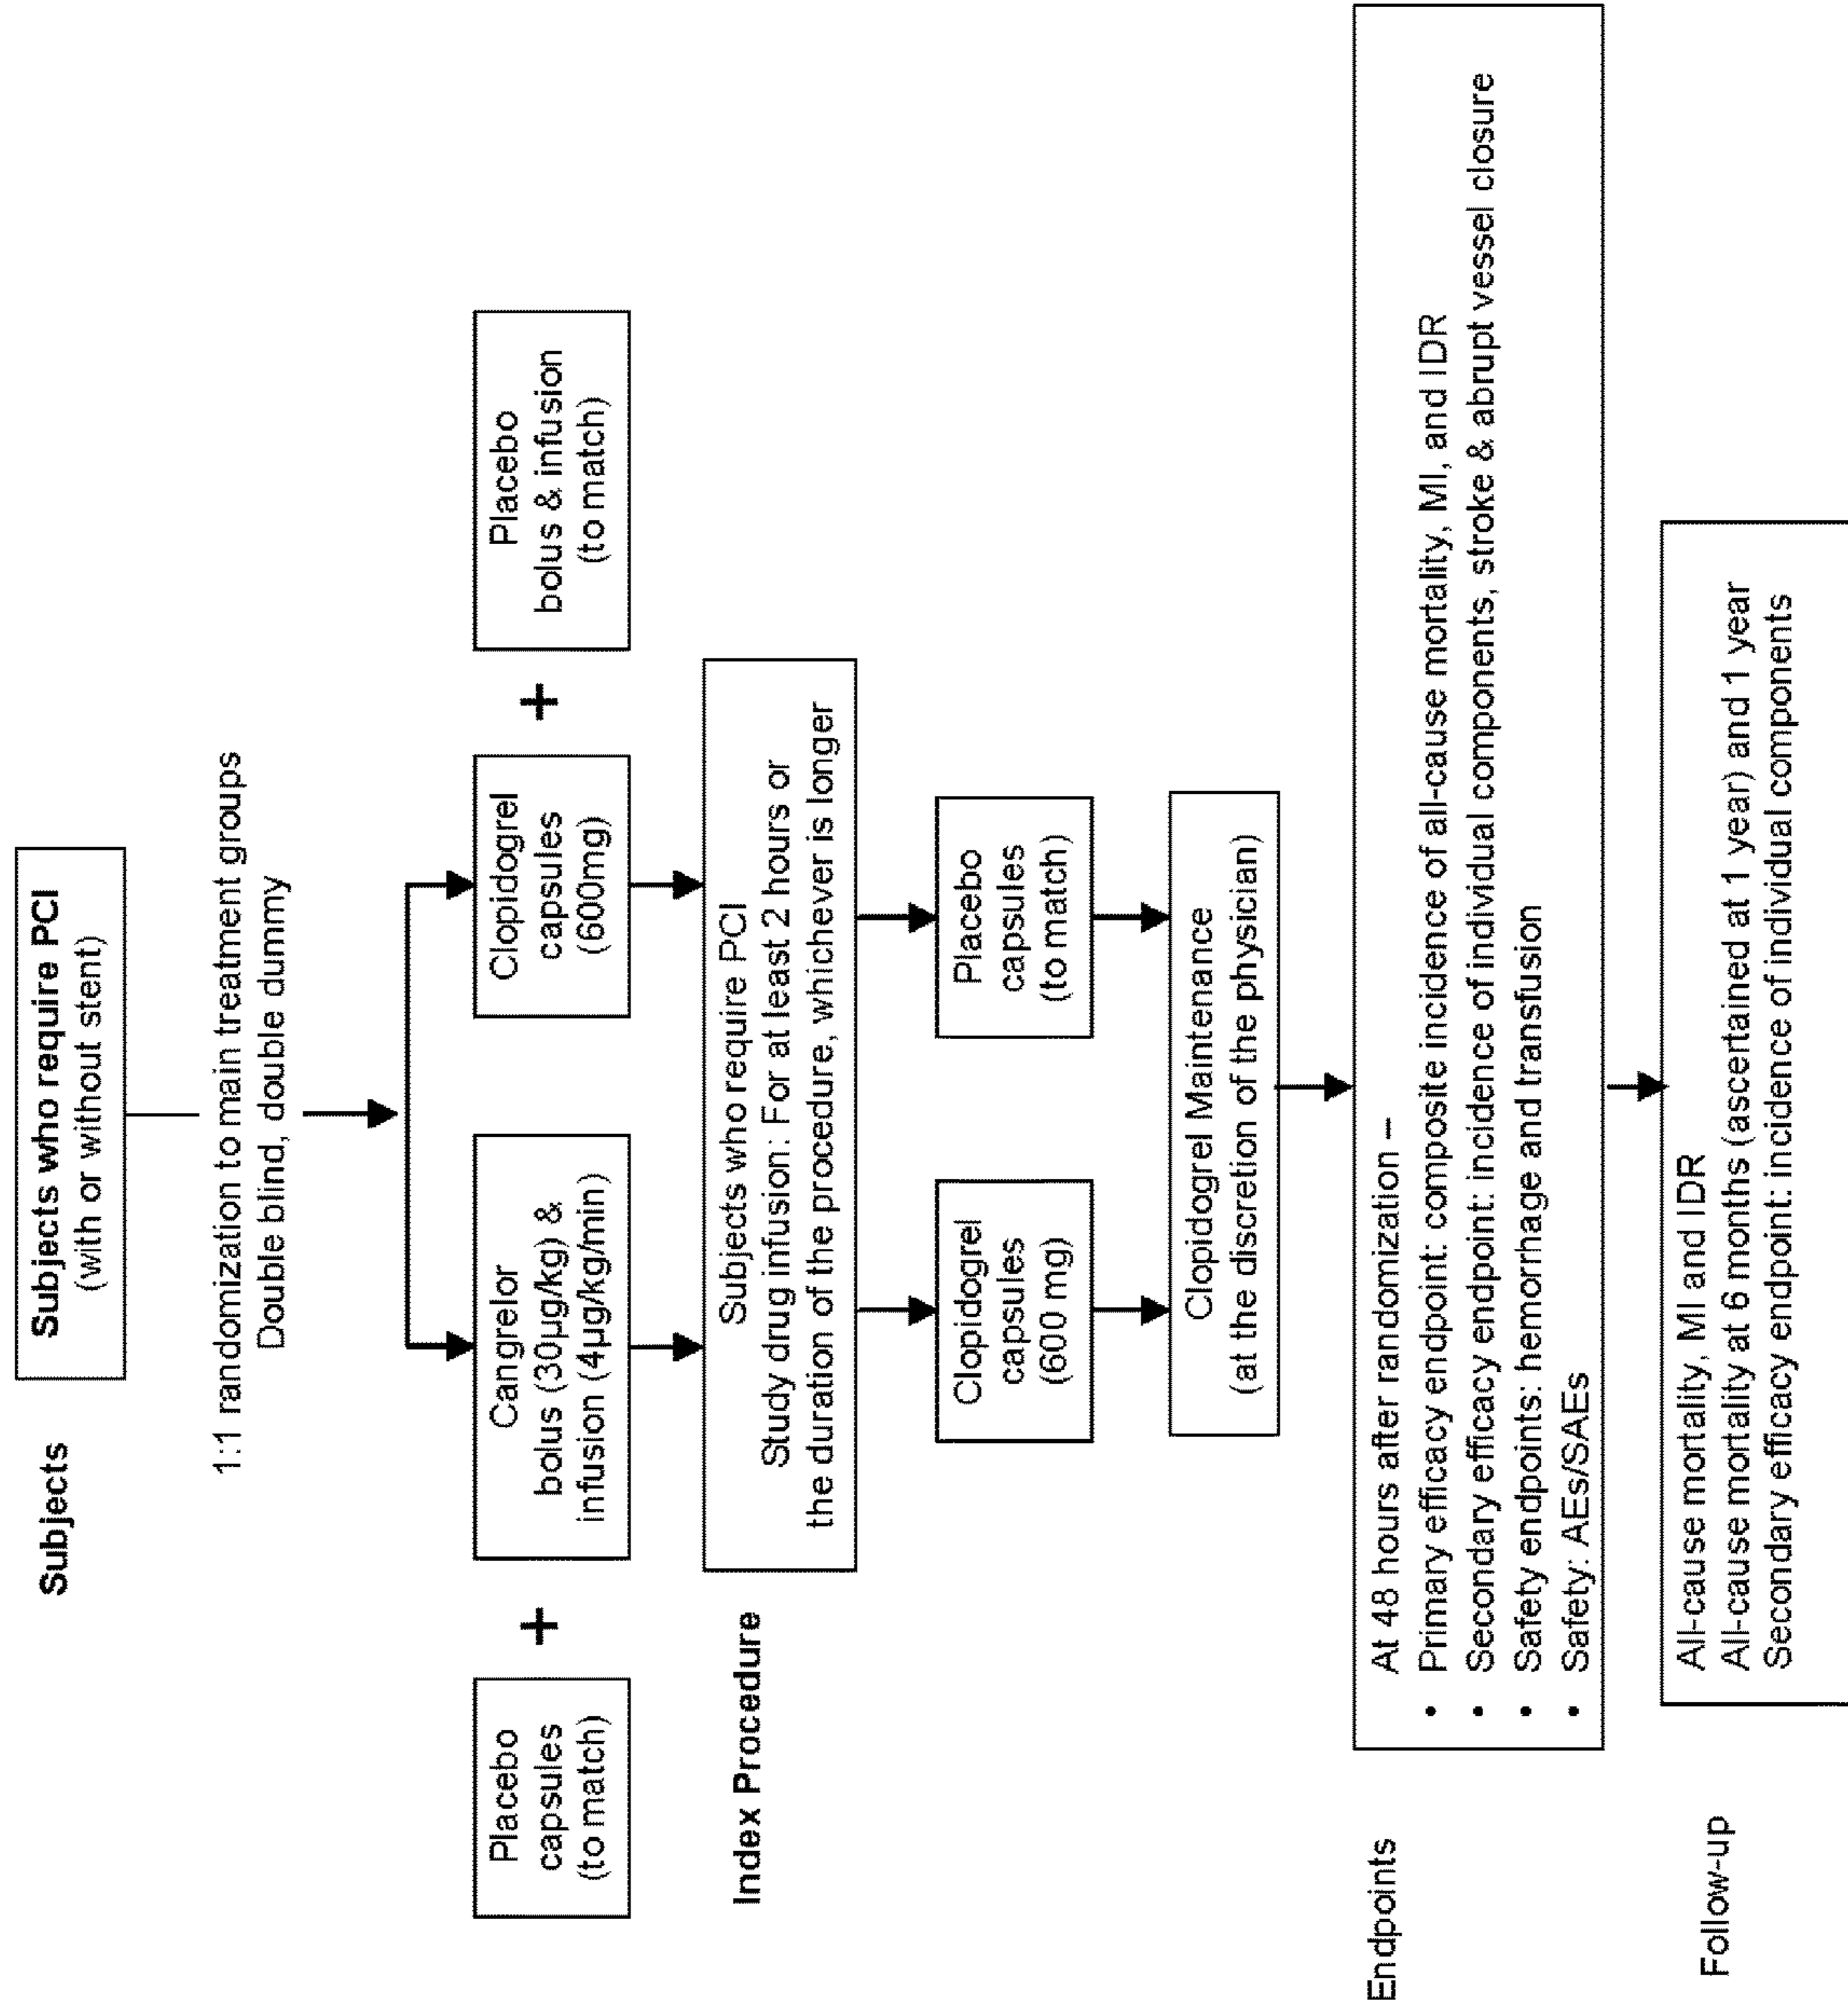 Subjects
Subjects who require PCI
(with or without stent)
1:1 randomization to main treatment groups
Double blind, double dummy
Placebo
capsules
(to match)
+
Cangrelor
bolus (30µg/kg) &
infusion (4µg/kg/min)
Clopidogrel
capsules
(600mg)
+
Placebo
bolus & infusion
(to match)
Index Procedure
Subjects who require PCI
Study drug infusion: For at least 2 hours or
the duration of the procedure, whichever is longer
Clopidogrel
capsules
(600 mg)
Placebo
capsules
(to match)
Clopidogrel Maintenance
(at the discretion of the physician)
Endpoints
At 48 hours after randomization –
• Primary efficacy endpoint: composite incidence of all-cause mortality, MI, and IDR
• Secondary efficacy endpoint: incidence of individual components, stroke & abrupt vessel closure
• Safety endpoints: hemorrhage and transfusion
• Safety: AEs/SAEs
Follow-up
All-cause mortality, MI and IDR
All-cause mortality at 6 months (ascertained at 1 year) and 1 year
Secondary efficacy endpoint: incidence of individual components